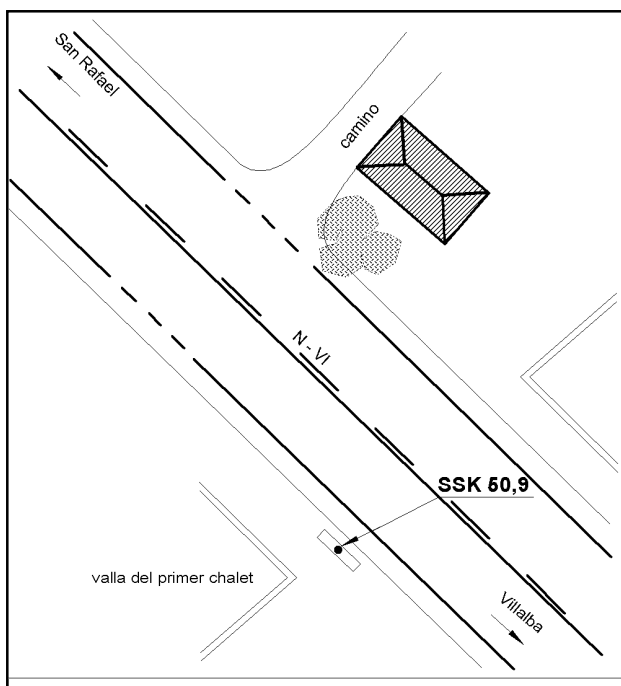 San Rafael
camino
N - VI
SSK 50,9
valla del primer chalet
Villalba